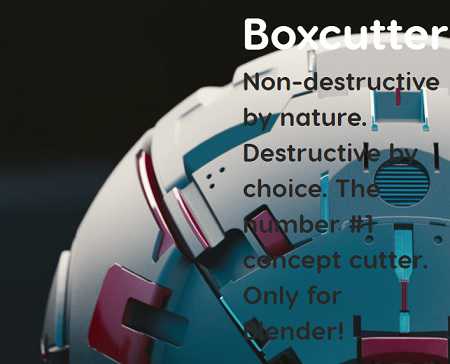 Boxcutter
Non-destructive
by nature.
Destructive by
choice. The
number #1
concept cutter.
Only for
blender!